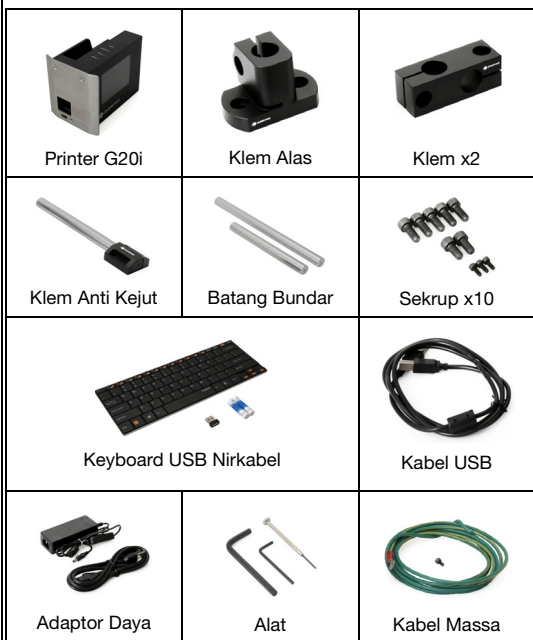 Printer G20i
Klem Alas
Klem x2
Klem Anti Kejut
Batang Bundar
Sekrup x10
Keyboard USB Nirkabel
Kabel USB
Adaptor Daya
Alat
Kabel Massa